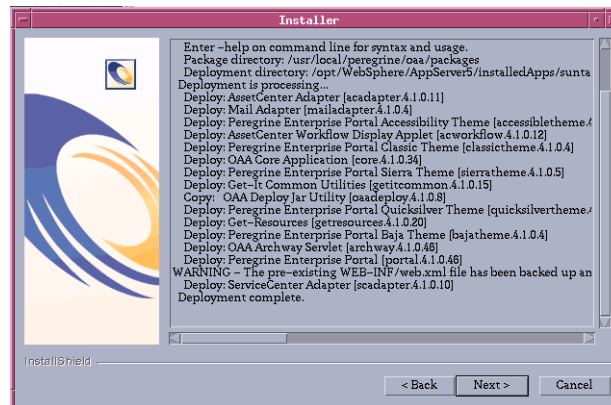 Installer
Enter -help on command line for syntax and usage.
Package directory: /usr/local/peregrine/oaa/packages
Deployment directory: /opt/WebSphere/AppServer5/installedApps/sunta
Deployment is processing...
Deploy: AssetCenter Adapter [acadapter.4.1.0.11]
Deploy: Mail Adapter [mailadapter.4.1.0.4]
Deploy: Peregrine Enterprise Portal Accessibility Theme [accessibletheme.4
Deploy: AssetCenter Workflow Display Applet [acworkflow.4.1.0.12]
Deploy: Peregrine Enterprise Portal Classic Theme [classictheme.4.1.0.4]
Deploy: OAA Core Application [core.4.1.0.34]
Deploy: Peregrine Enterprise Portal Sierra Theme [sierratheme.4.1.0.5]
Deploy: Get-It Common Utilities [getitcommon.4.1.0.15]
Copy: OAA Deploy Jar Utility [oaadeploy.4.1.0.8]
Deploy: Peregrine Enterprise Portal Quicksilver Theme [quicksilvertheme.4
Deploy: Get-Resources [getresources.4.1.0.20]
Deploy: Peregrine Enterprise Portal Baja Theme [bajatheme.4.1.0.4]
Deploy: OAA Archway Servlet [archway.4.1.0.46]
Deploy: Peregrine Enterprise Portal [portal.4.1.0.46]
WARNING - The pre-existing WEB-INF/web.xml file has been backed up an
Deploy: ServiceCenter Adapter [scadapter.4.1.0.10]
Deployment complete.
InstallShield
< Back
Next >
Cancel